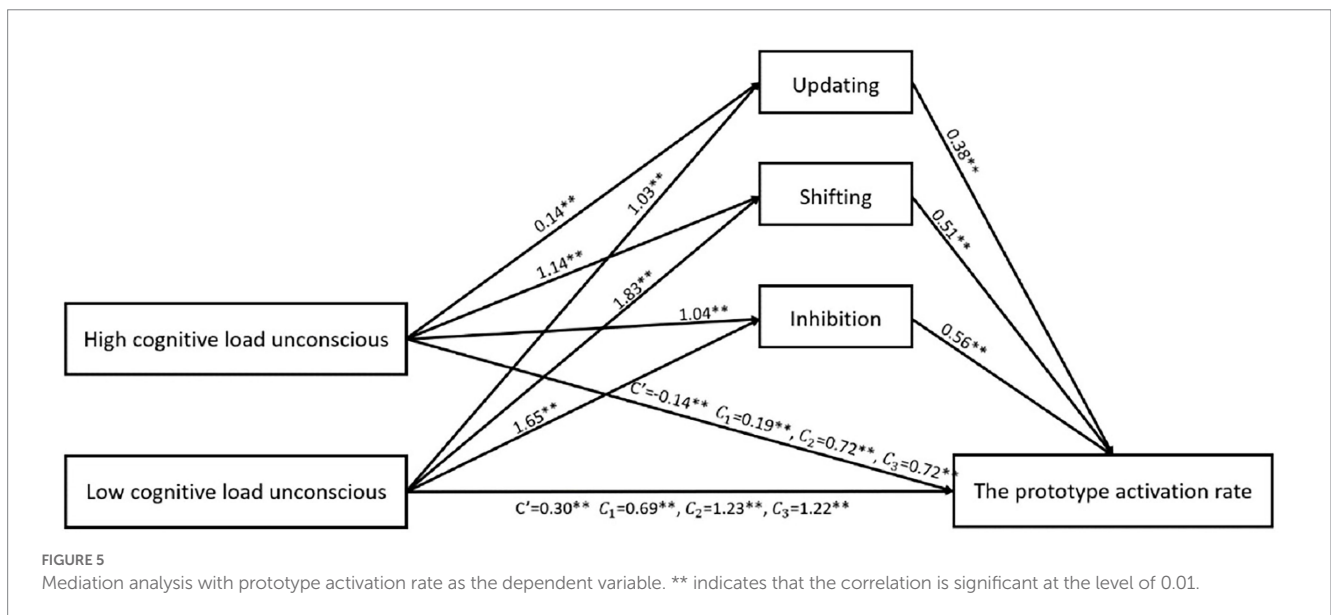 Updating
0.38**
0.14**
1.03**
Shifting
0.51**
1.14**
1.83**
1.04**
Inhibition
High cognitive load unconscious
0.56**
C'=-0.14** C₁=0.19**, C₂=0.72**, C₃=0.72**
1.65**
Low cognitive load unconscious
The prototype activation rate
C'=0.30** C₁=0.69**, C₂=1.23**, C₃=1.22**
FIGURE 5
Mediation analysis with prototype activation rate as the dependent variable. ** indicates that the correlation is significant at the level of 0.01.